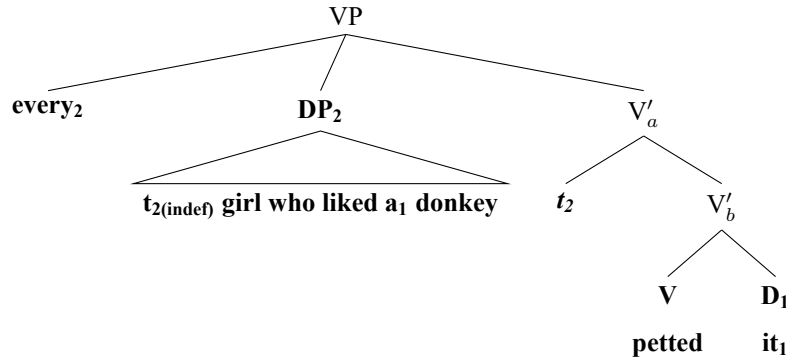 VP
every₂ DP₂ V′ₐ
t₂₍indef₎ girl who liked a₁ donkey t₂ V′b
V D₁
petted it₁